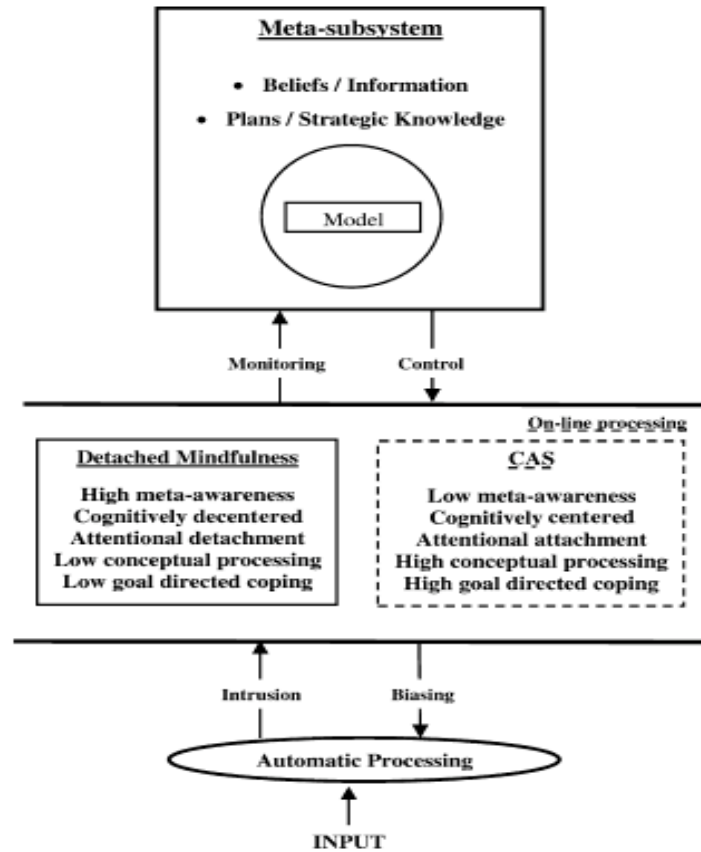 Meta-subsystem
• Beliefs / Information
• Plans / Strategic Knowledge
Model
Monitoring
Control
On-line processing
Detached Mindfulness
High meta-awareness
Cognitively decentered
Attentional detachment
Low conceptual processing
Low goal directed coping
CAS
Low meta-awareness
Cognitively centered
Attentional attachment
High conceptual processing
High goal directed coping
Intrusion
Biasing
Automatic Processing
INPUT